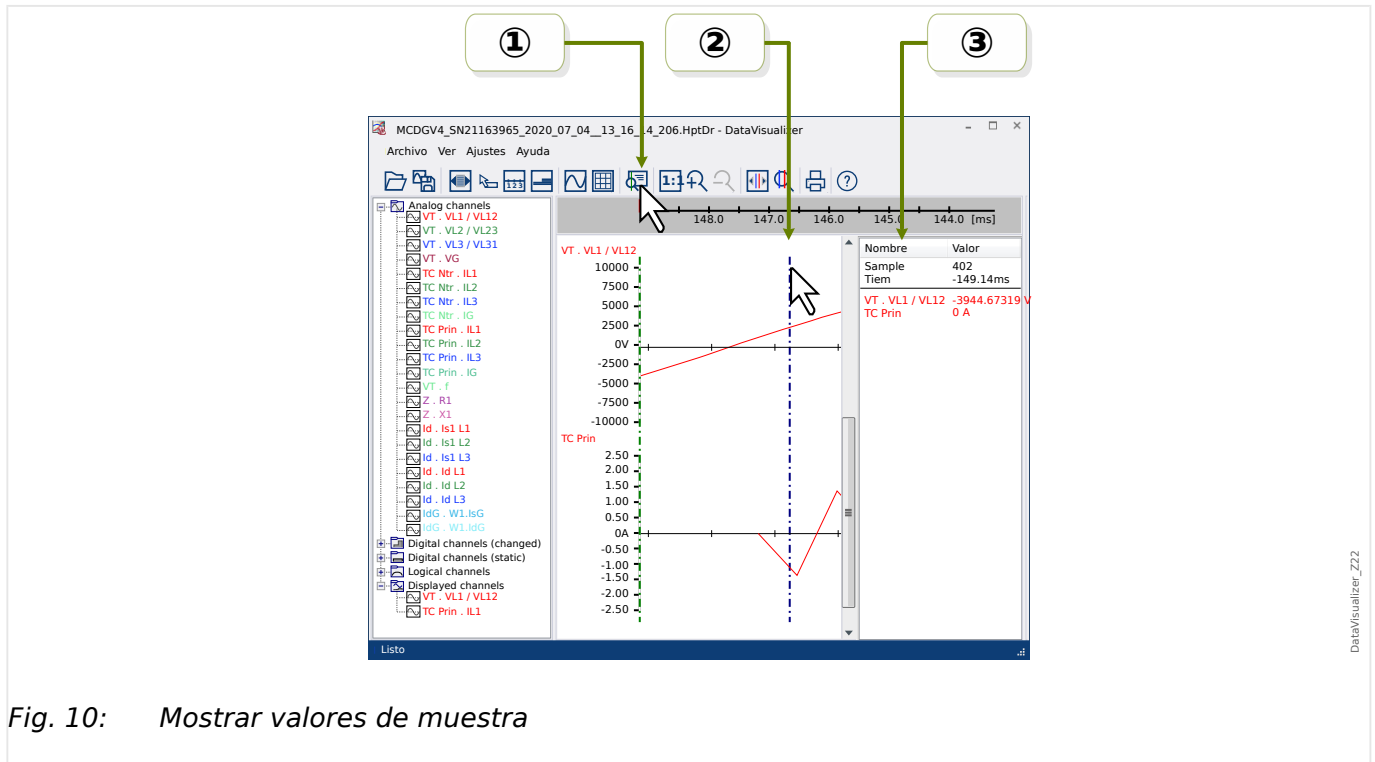 ① ② ③
MCDGV4_SN21163965_2020_07_04__13_16_14_206.HptDr - DataVisualizer
Archivo Ver Ajustes Ayuda
1 2 3
1:1
?
148.0 147.0 146.0 145.0 144.0 [ms]
Analog channels
VT . VL1 / VL12
VT . VL2 / VL23
VT . VL3 / VL31
VT . VG
TC Ntr . IL1
TC Ntr . IL2
TC Ntr . IL3
TC Ntr . IG
TC Prin . IL1
TC Prin . IL2
TC Prin . IL3
TC Prin . IG
VT . f
Z . R1
Z . X1
Id . Is1 L1
Id . Is1 L2
Id . Is1 L3
Id . Id L1
Id . Id L2
Id . Id L3
IdG . W1.IsG
IdG . W1.IdG
Digital channels (changed)
Digital channels (static)
Logical channels
Displayed channels
VT . VL1 / VL12
TC Prin . IL1
VT . VL1 / VL12
10000
7500
5000
2500
0V
-2500
-5000
-7500
-10000
TC Prin
2.50
2.00
1.50
1.00
0.50
0A
-0.50
-1.00
-1.50
-2.00
-2.50
Nombre Valor
Sample 402
Tiem -149.14ms
VT . VL1 / VL12 -3944.67319 V
TC Prin 0 A
Listo
DataVisualizer_Z22
Fig. 10: Mostrar valores de muestra